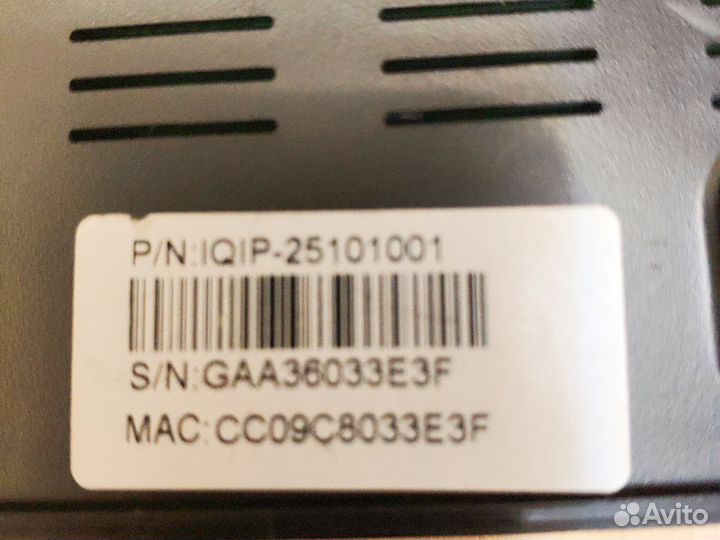 P/N:IQIP-25101001
S/N:GAA36033E3F
MAC:CC09C8033E3F
Avito